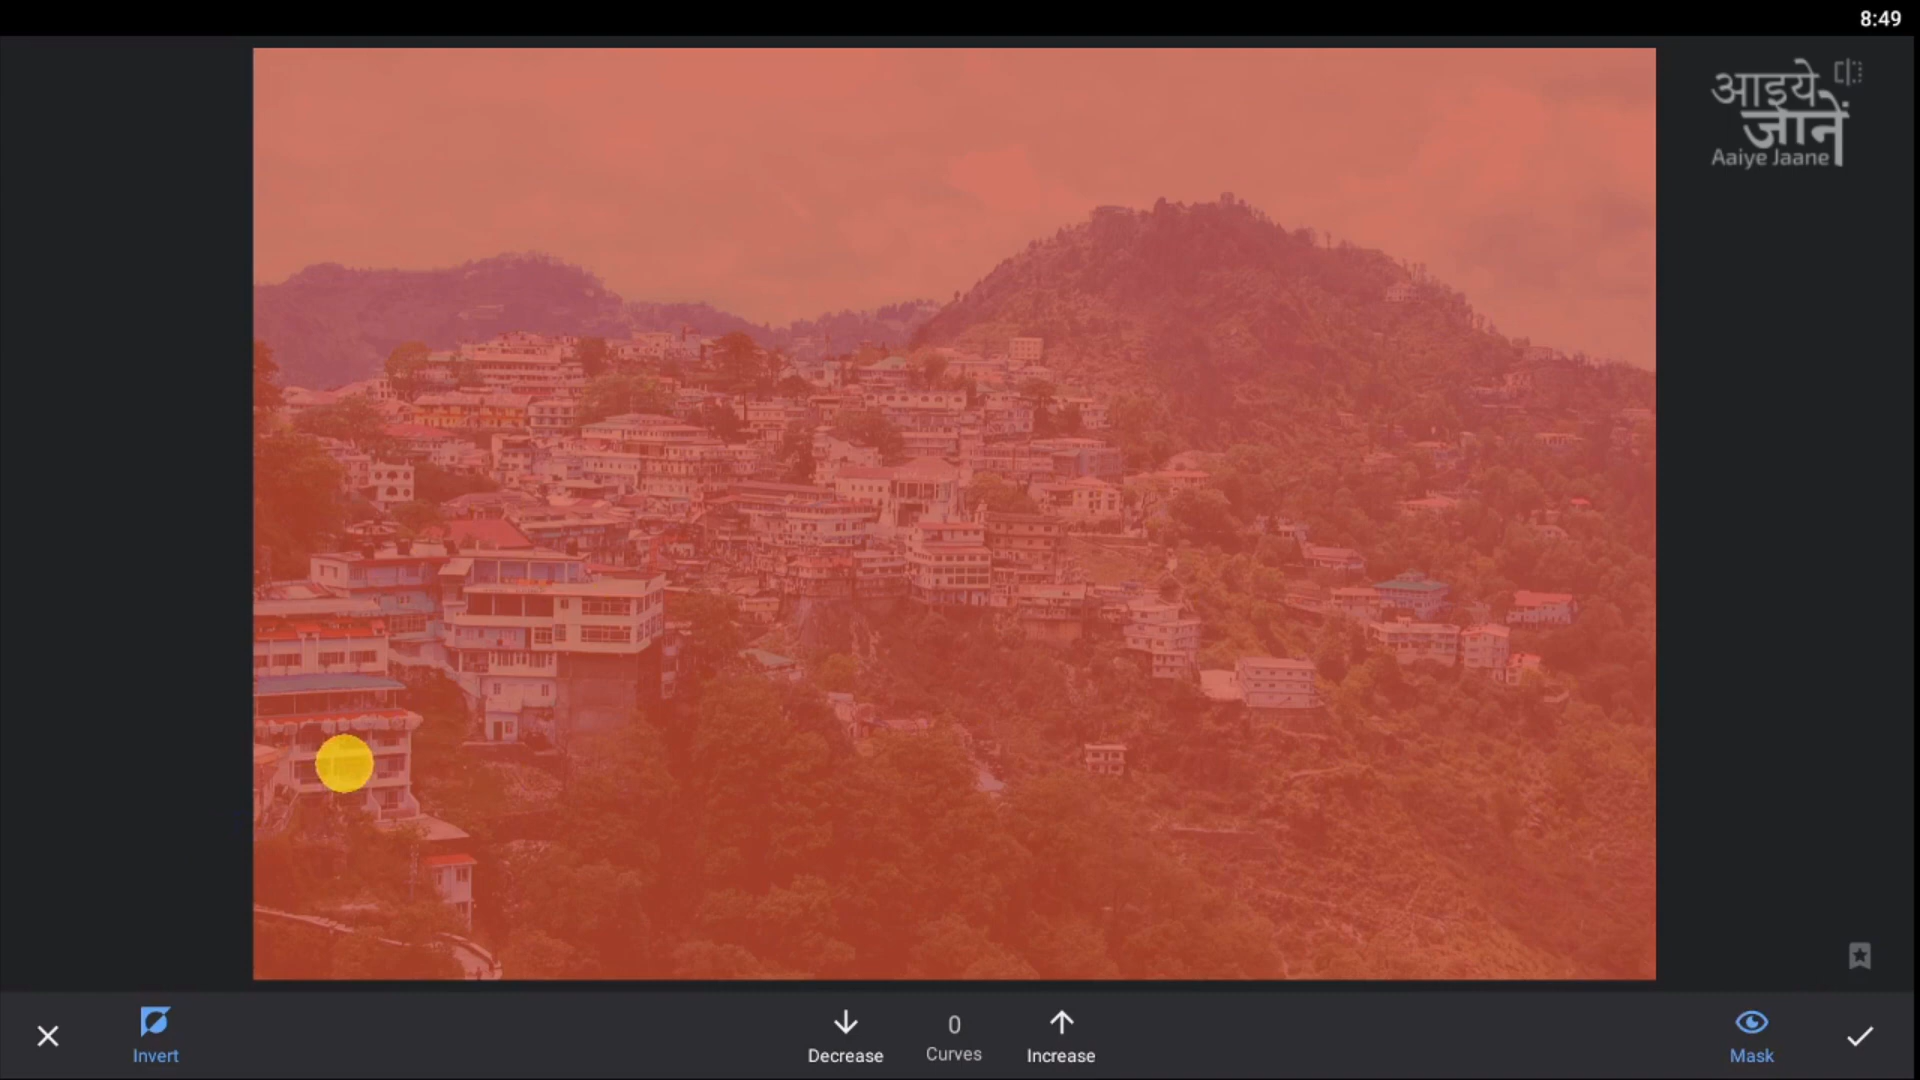 8:49
आइये
जानें
Aaiye Jaane
Invert
Decrease
0
Curves
Increase
Mask